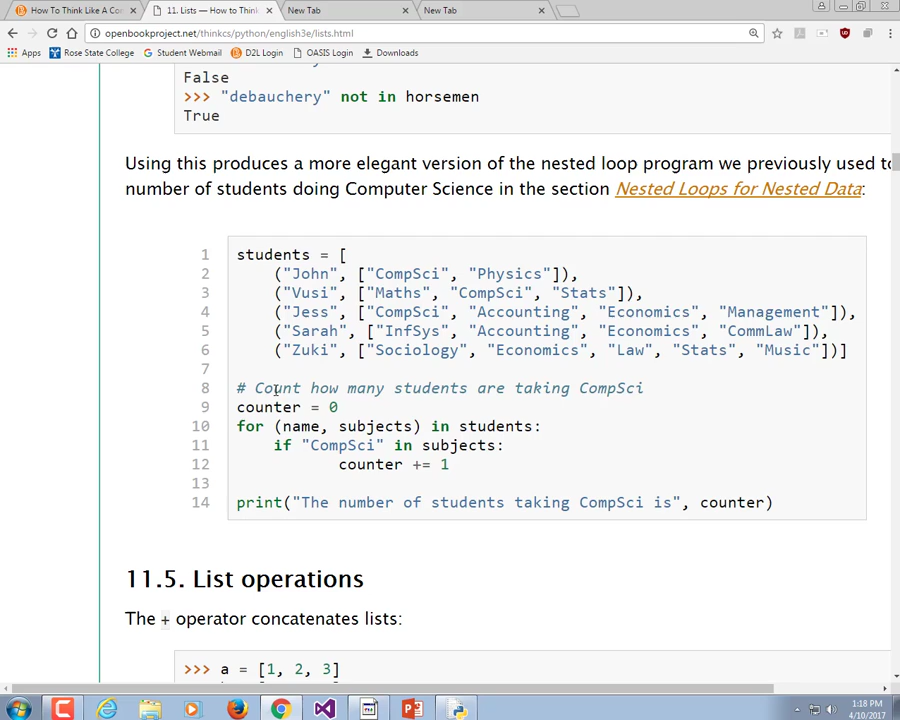 How To Think Like A Co
11. Lists — How to Think
New Tab
New Tab
openbookproject.net/thinkcs/python/english3e/lists.html
Apps Rose State College Student Webmail D2L Login OASIS Login Downloads
False
>>> "debauchery" not in horsemen
True
Using this produces a more elegant version of the nested loop program we previously used to
number of students doing Computer Science in the section Nested Loops for Nested Data:
1 students = [
2 ("John", ["CompSci", "Physics"]),
3 ("Vusi", ["Maths", "CompSci", "Stats"]),
4 ("Jess", ["CompSci", "Accounting", "Economics", "Management"]),
5 ("Sarah", ["InfSys", "Accounting", "Economics", "CommLaw"]),
6 ("Zuki", ["Sociology", "Economics", "Law", "Stats", "Music"])]
7
8 # Count how many students are taking CompSci
9 counter = 0
10 for (name, subjects) in students:
11 if "CompSci" in subjects:
12 counter += 1
13
14 print("The number of students taking CompSci is", counter)
11.5. List operations
The + operator concatenates lists:
>>> a = [1, 2, 3]
1:18 PM
4/10/2017